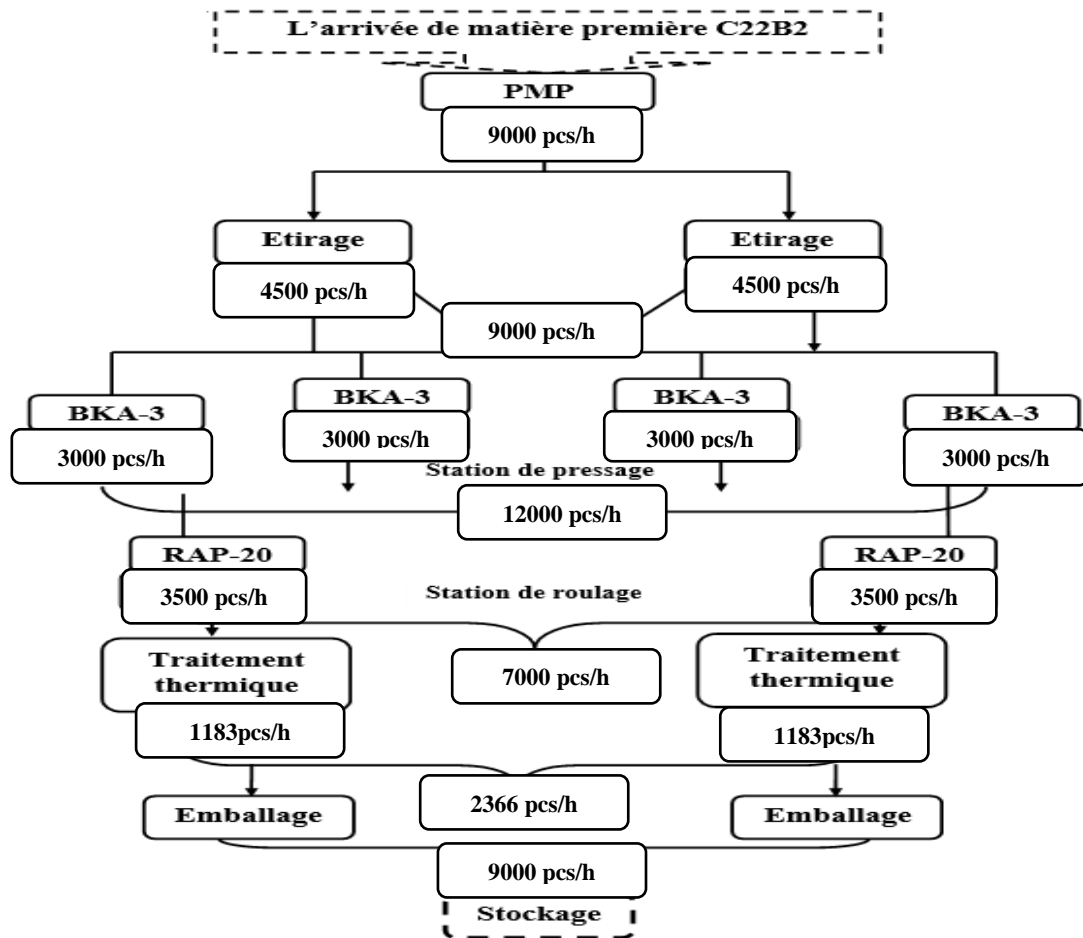 L'arrivée de matière première C22B2
PMP
9000 pcs/h
Etirage
Etirage
4500 pcs/h
4500 pcs/h
9000 pcs/h
BKA-3
BKA-3
BKA-3
BKA-3
3000 pcs/h
3000 pcs/h
3000 pcs/h
3000 pcs/h
Station de pressage
12000 pcs/h
RAP-20
RAP-20
3500 pcs/h
Station de roulage
3500 pcs/h
Traitement
thermique
7000 pcs/h
Traitement
thermique
1183pcs/h
1183pcs/h
2366 pcs/h
Emballage
Emballage
9000 pcs/h
Stockage